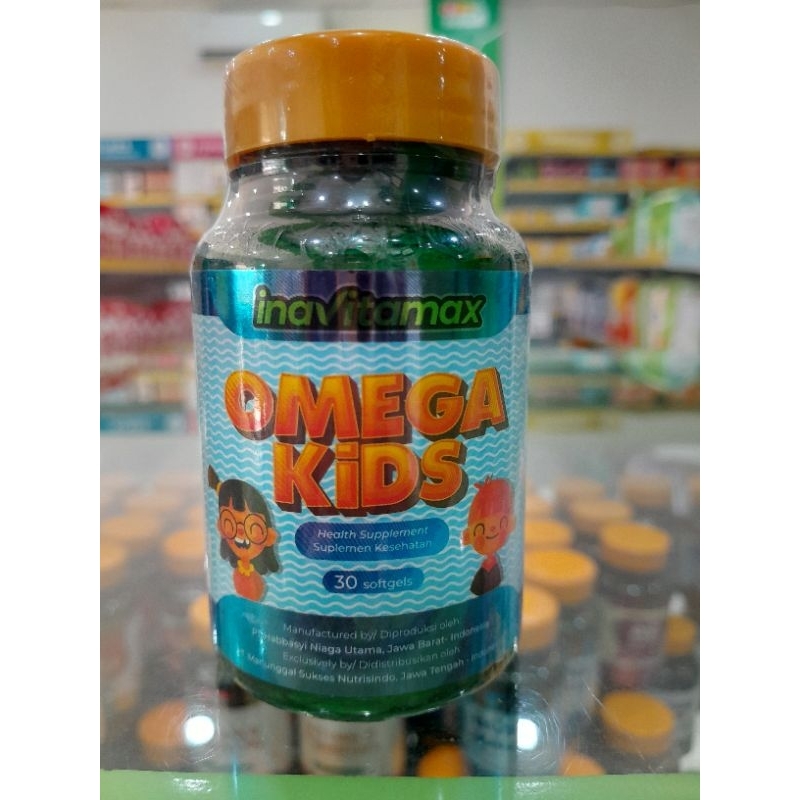 inavitamax
OMEGA
KiDS
Health Supplement
Suplemen Kesehatan
30 softgels
Manufactured by/ Diproduksi oleh
Niaga Utama, Jawa Barat- Indonesia
Exclusively by/ Didistribusikan oleh
Manunggal Sukses Nutrisindo, Jawa Tengah -